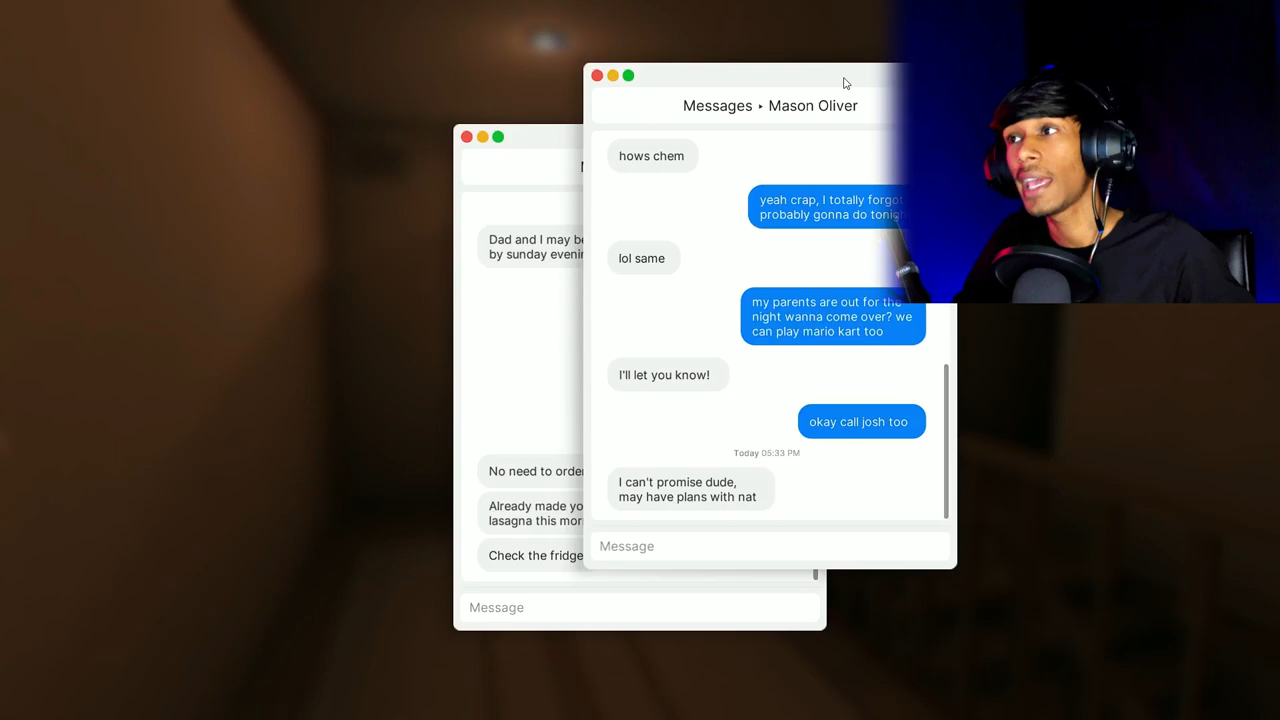 Messages ▸ Mason Oliver
hows chem
yeah crap, I totally forgot
probably gonna do tonigh
lol same
my parents are out for the
night wanna come over? we
can play mario kart too
I'll let you know!
okay call josh too
Today 05:33 PM
I can't promise dude,
may have plans with nat
Message
Dad and I may be
by sunday evenin
No need to order
Already made yo
lasagna this mor
Check the fridge
Message